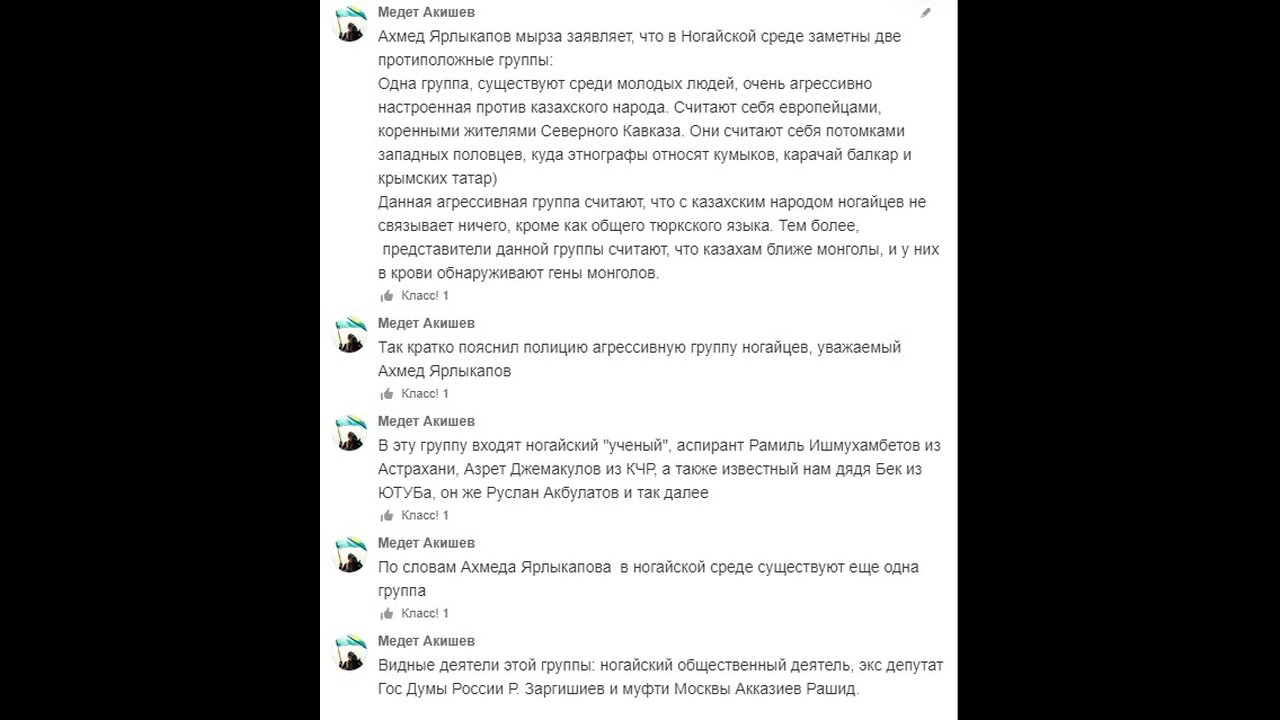 Медет Акишев
Ахмед Ярлыкапов мырза заявляет, что в Ногайской среде заметны две
протиположные группы:
Одна группа, существуют среди молодых людей, очень агрессивно
настроенная против казахского народа. Считают себя европейцами,
коренными жителями Северного Кавказа. Они считают себя потомками
западных половцев, куда этнографы относят кумыков, карачай балкар и
крымских татар)
Данная агрессивная группа считают, что с казахским народом ногайцев не
связывает ничего, кроме как общего тюркского языка. Тем более,
представители данной группы считают, что казахам ближе монголы, и у них
в крови обнаруживают гены монголов.
Класс! 1
Медет Акишев
Так кратко пояснил полицию агрессивную группу ногайцев, уважаемый
Ахмед Ярлыкапов
Класс! 1
Медет Акишев
В эту группу входят ногайский "ученый", аспирант Рамиль Ишмухамбетов из
Астрахани, Азрет Джемакулов из КЧР, а также известный нам дядя Бек из
ЮТУБа, он же Руслан Акбулатов и так далее
Класс! 1
Медет Акишев
По словам Ахмеда Ярлыкапова в ногайской среде существуют еще одна
группа
Класс! 1
Медет Акишев
Видные деятели этой группы: ногайский общественный деятель, экс депутат
Гос Думы России Р. Заргишиев и муфти Москвы Акказиев Рашид.